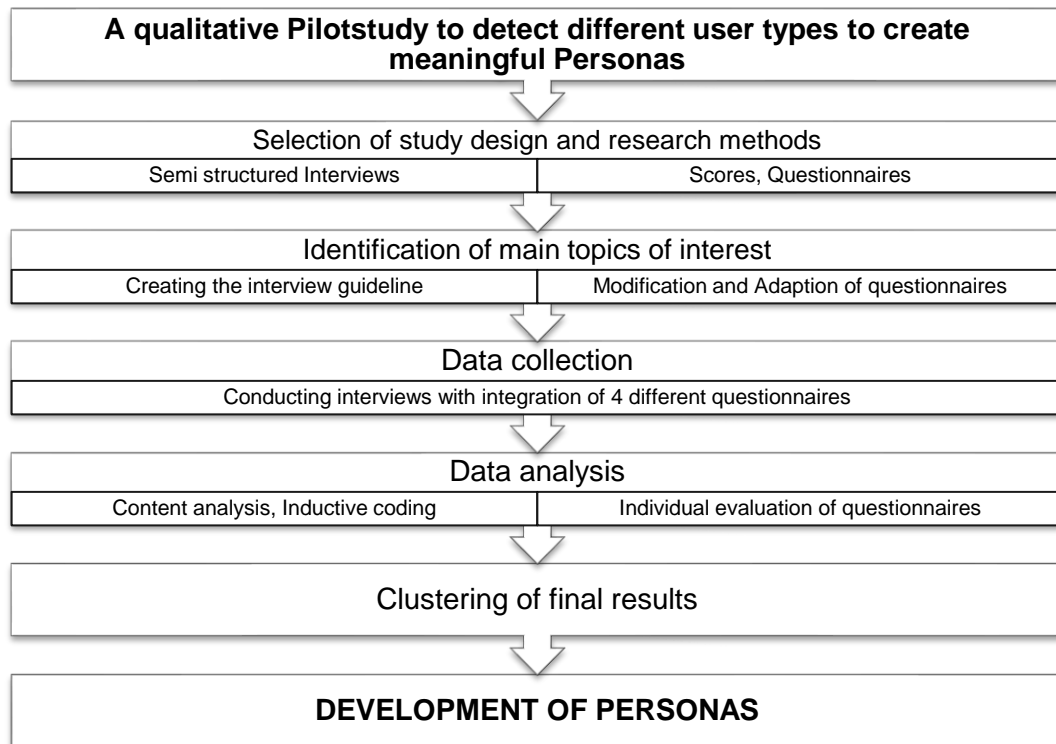 A qualitative Pilotstudy to detect different user types to create
meaningful Personas
Selection of study design and research methods
Semi structured Interviews
Scores, Questionnaires
Identification of main topics of interest
Creating the interview guideline
Modification and Adaption of questionnaires
Data collection
Conducting interviews with integration of 4 different questionnaires
Data analysis
Content analysis, Inductive coding
Individual evaluation of questionnaires
Clustering of final results
DEVELOPMENT OF PERSONAS